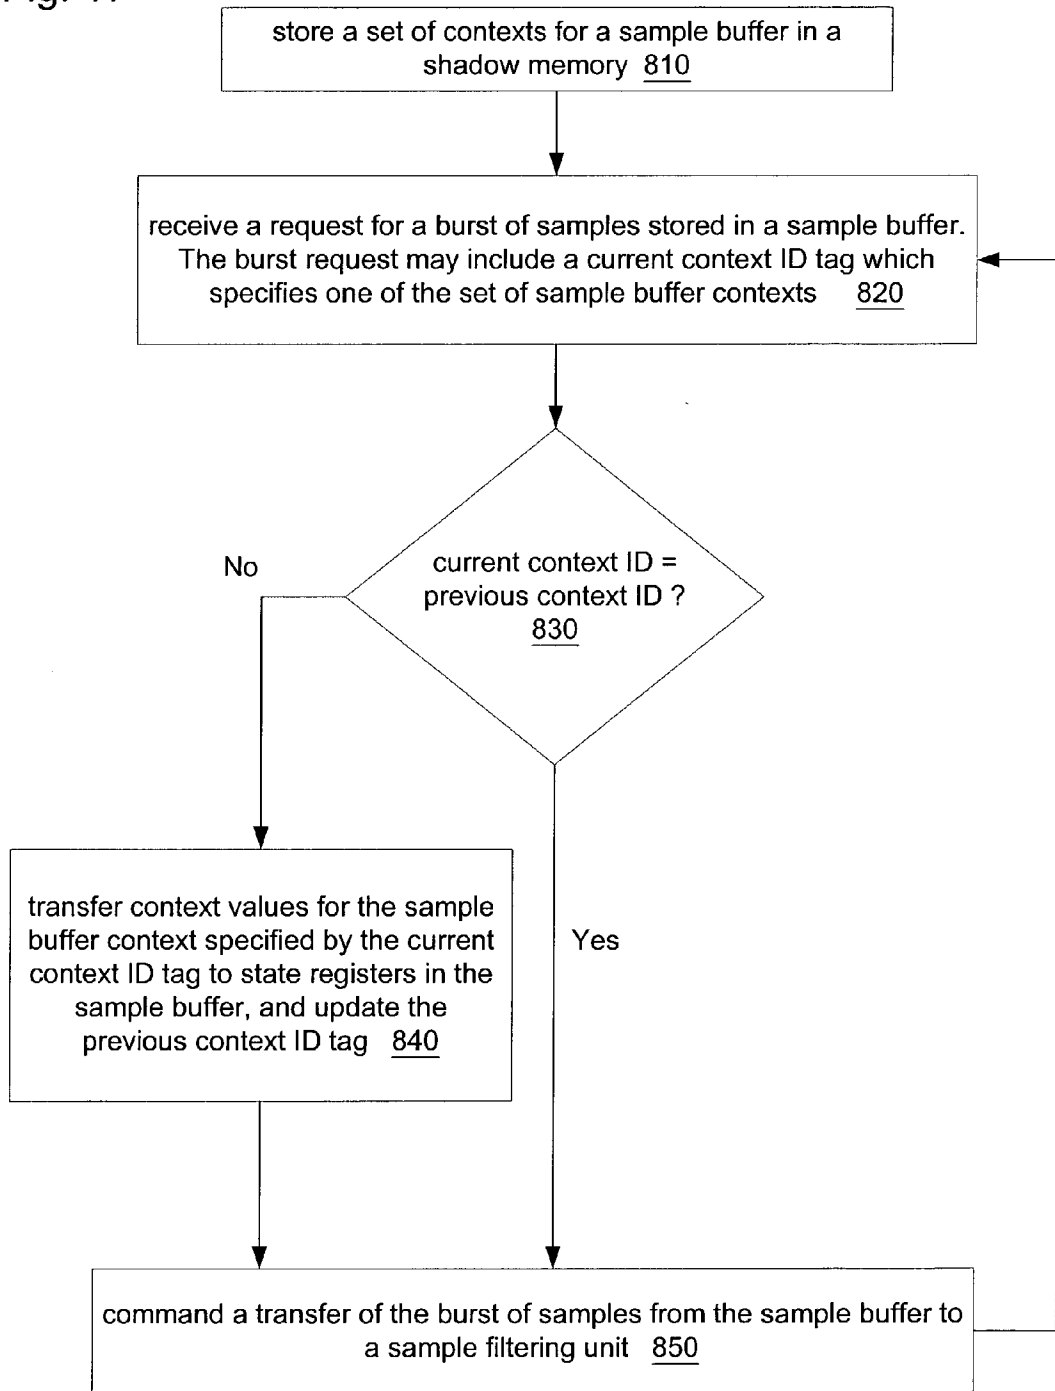 store a set of contexts for a sample buffer in a
shadow memory 810
receive a request for a burst of samples stored in a sample buffer.
The burst request may include a current context ID tag which
specifies one of the set of sample buffer contexts 820
current context ID =
previous context ID ?
830
No
Yes
transfer context values for the sample
buffer context specified by the current
context ID tag to state registers in the
sample buffer, and update the
previous context ID tag 840
command a transfer of the burst of samples from the sample buffer to
a sample filtering unit 850